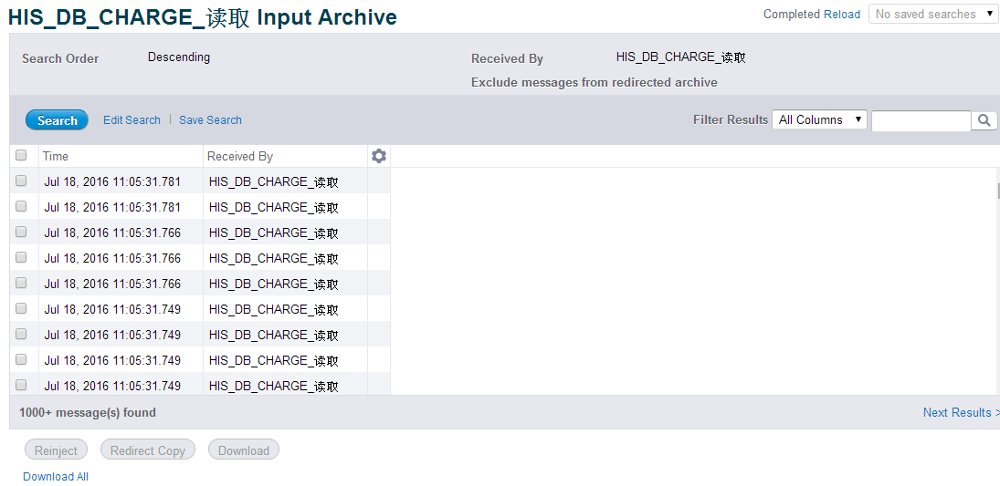 HIS_DB_CHARGE_读取 Input Archive
Completed Reload No saved searches
Search Order Descending Received By HIS_DB_CHARGE_读取
Exclude messages from redirected archive
Search Edit Search Save Search Filter Results All Columns
Time Received By
Jul 18, 2016 11:05:31.781 HIS_DB_CHARGE_读取
Jul 18, 2016 11:05:31.781 HIS_DB_CHARGE_读取
Jul 18, 2016 11:05:31.766 HIS_DB_CHARGE_读取
Jul 18, 2016 11:05:31.766 HIS_DB_CHARGE_读取
Jul 18, 2016 11:05:31.766 HIS_DB_CHARGE_读取
Jul 18, 2016 11:05:31.749 HIS_DB_CHARGE_读取
Jul 18, 2016 11:05:31.749 HIS_DB_CHARGE_读取
Jul 18, 2016 11:05:31.749 HIS_DB_CHARGE_读取
Jul 18, 2016 11:05:31.749 HIS_DB_CHARGE_读取
1000+ message(s) found Next Results >
Reinject Redirect Copy Download
Download All